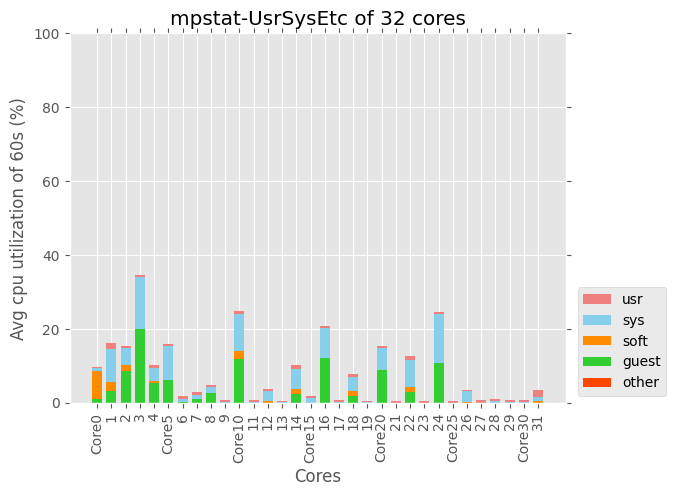 mpstat-UsrSysEtc of 32 cores
Avg cpu utilization of 60s (%)
100
80
60
40
20
0
Core0
1
2
3
4
Core5
6
7
8
9
Core10
11
12
13
14
Core15
16
17
18
19
Core20
21
22
23
24
Core25
26
27
28
29
Core30
31
Cores
usr
sys
soft
guest
other